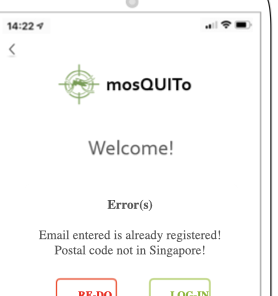 14:22
mosQUITo
Welcome!
Error(s)
Email entered is already registered!
Postal code not in Singapore!
RE-DO LOG-IN